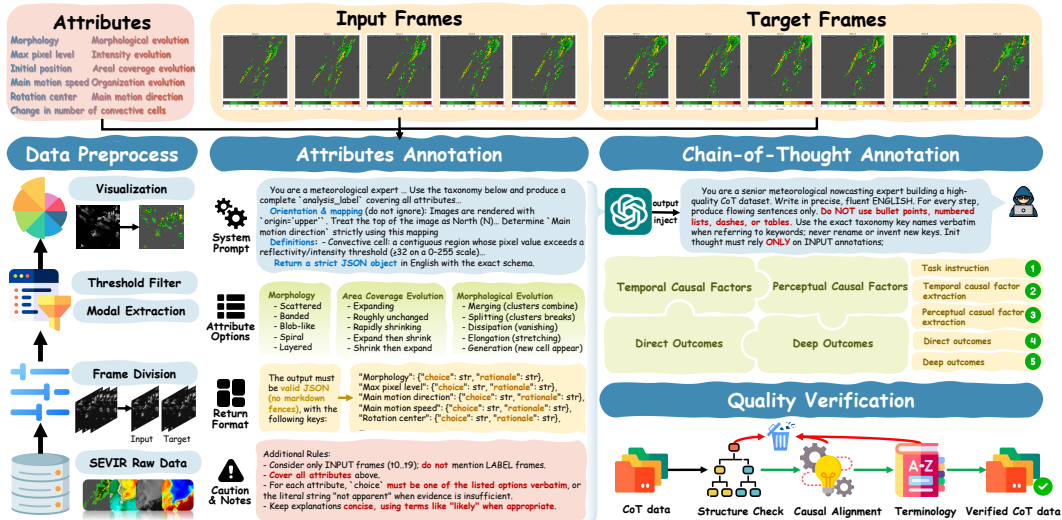 Attributes
Morphology Morphological evolution
Max pixel level Intensity evolution
Initial position Areal coverage evolution
Main motion speed Organization evolution
Rotation center Main motion direction
Change in number of convective cells
Input Frames
Target Frames
Data Preprocess
Visualization
Threshold Filter
Modal Extraction
Frame Division
Input Target
SEVIR Raw Data
Attributes Annotation
System
Prompt
You are a meteorological expert ... Use the taxonomy below and produce a
complete `analysis_label` covering all attributes...
Orientation & mapping (do not ignore): Images are rendered with
`origin='upper'`. Treat the top of the image as North (N)... Determine `Main
motion direction` strictly using this mapping
Definitions: - Convective cell: a contiguous region whose pixel value exceeds a
reflectivity/intensity threshold (≥32 on a 0-255 scale)...
Return a strict JSON object in English with the exact schema.
Attribute
Options
Morphology
- Scattered
- Banded
- Blob-like
- Spiral
- Layered
Area Coverage Evolution
- Expanding
- Roughly unchanged
- Rapidly shrinking
- Expand then shrink
- Shrink then expand
Morphological Evolution
- Merging (clusters combine)
- Splitting (clusters breaks)
- Dissipation (vanishing)
- Elongation (stretching)
- Generation (new cell appear)
Return
Format
The output must
be valid JSON
(no markdown
fences), with the
following keys:
"Morphology": {"choice": str, "rationale": str},
"Max pixel level": {"choice": str, "rationale": str},
"Main motion direction": {"choice": str, "rationale": str},
"Main motion speed": {"choice": str, "rationale": str},
"Rotation center": {"choice": str, "rationale": str},
Caution
& Notes
Additional Rules:
- Consider only INPUT frames (t0..t9); do not mention LABEL frames.
- Cover all attributes above.
- For each attribute, `choice` must be one of the listed options verbatim, or
the literal string "not apparent" when evidence is insufficient.
- Keep explanations concise, using terms like "likely" when appropriate.
Chain-of-Thought Annotation
output
inject
You are a senior meteorological nowcasting expert building a high-
quality CoT dataset. Write in precise, fluent ENGLISH. For every step,
produce flowing sentences only. Do NOT use bullet points, numbered
lists, dashes, or tables. Use the exact taxonomy key names verbatim
when referring to keywords; never rename or invent new keys. Init
thought must rely ONLY on INPUT annotations;
Temporal Causal Factors
Perceptual Causal Factors
Direct Outcomes
Deep Outcomes
Task instruction 1
Temporal causal factor
extraction 2
Perceptual causal factor
extraction 3
Direct outcomes 4
Deep outcomes 5
Quality Verification
A-Z
CoT data
Structure Check
Causal Alignment
Terminology
Verified CoT data